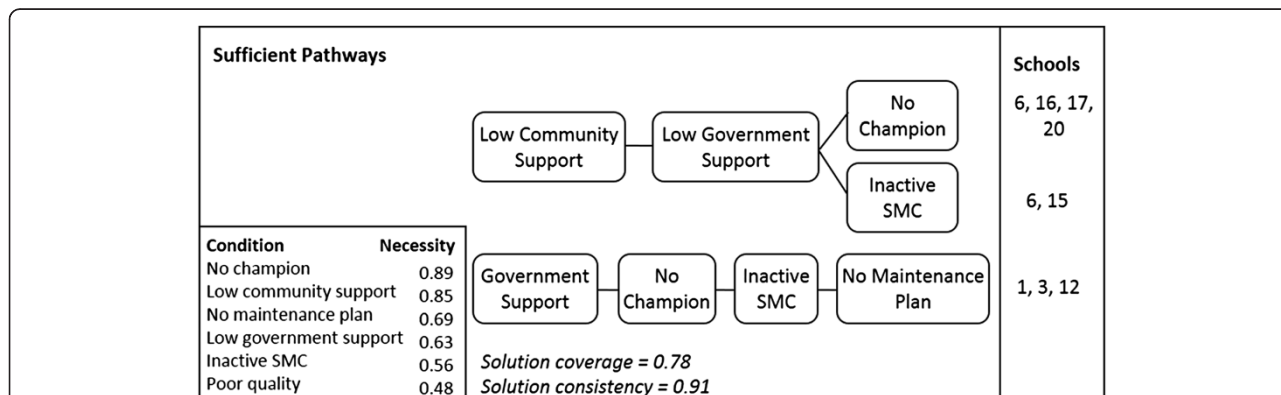 Sufficient Pathways
Schools
Low Community
Support
Low Government
Support
No
Champion
6, 16, 17,
20
Inactive
SMC
6, 15
Condition Necessity
No champion 0.89
Low community support 0.85
No maintenance plan 0.69
Low government support 0.63
Inactive SMC 0.56
Poor quality 0.48
Government
Support
No
Champion
Inactive
SMC
No Maintenance
Plan
1, 3, 12
Solution coverage = 0.78
Solution consistency = 0.91